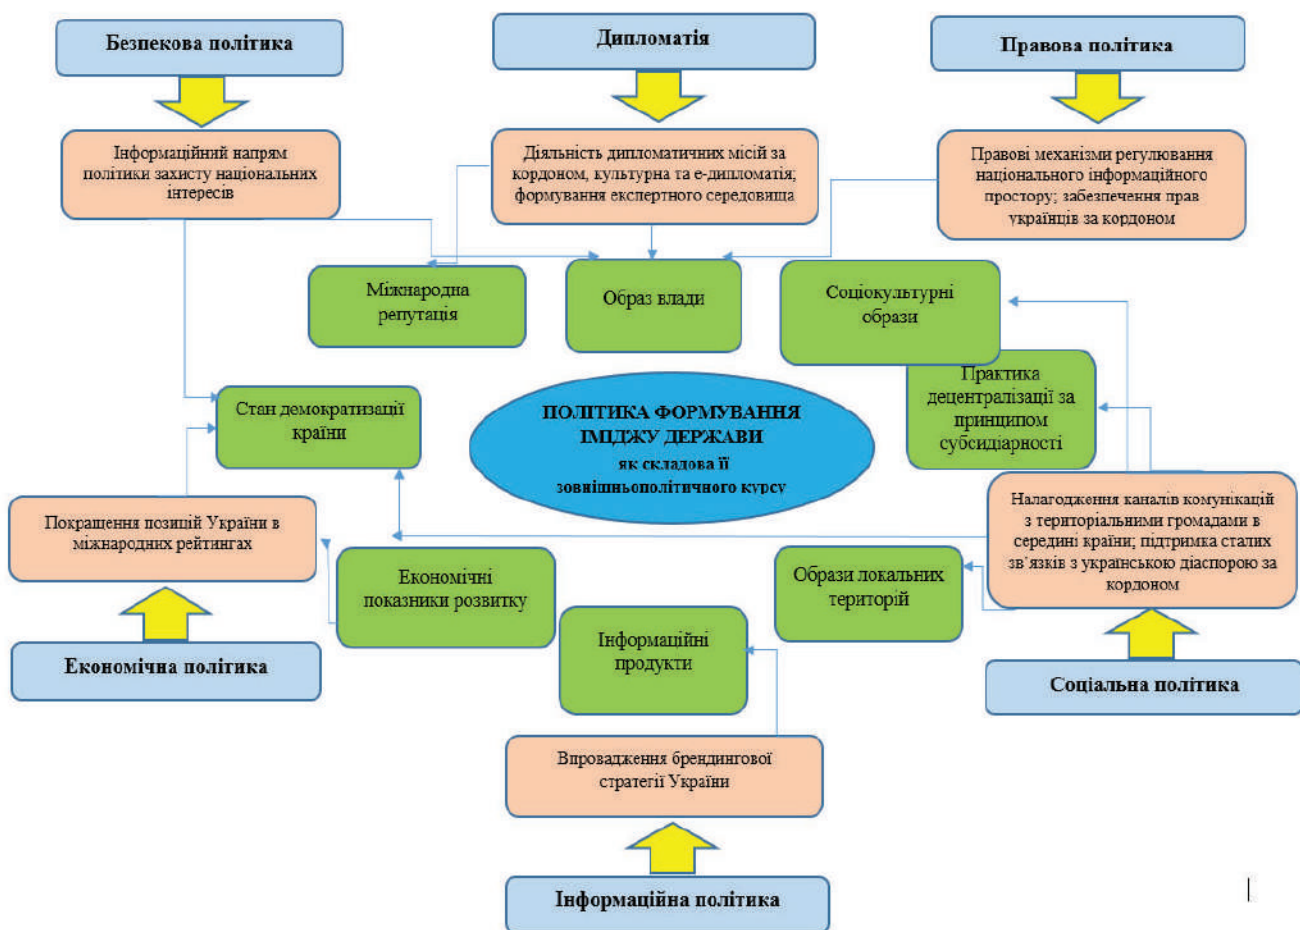 Безпекова політика
Дипломатія
Правова політика
Інформаційний напрям
політики захисту національних
інтересів
Діяльність дипломатичних місій за
кордоном, культурна та е-дипломатія;
формування експертного середовища
Правові механізми регулювання
національного інформаційного
простору; забезпечення прав
українців за кордоном
Міжнародна
репутація
Образ влади
Соціокультурні
образи
Стан демократизації
країни
ПОЛІТИКА ФОРМУВАННЯ
ІМІДЖУ ДЕРЖАВИ
як складова її
зовнішньополітичного курсу
Практика
децентралізації за
принципом
субсидіарності
Покращення позицій України в
міжнародних рейтингах
Налагодження каналів комунікацій
з територіальними громадами в
середині країни; підтримка сталих
зв’язків з українською діаспорою за
кордоном
Економічні
показники розвитку
Образи локальних
територій
Інформаційні
продукти
Економічна політика
Соціальна політика
Впровадження брендингової
стратегії України
Інформаційна політика